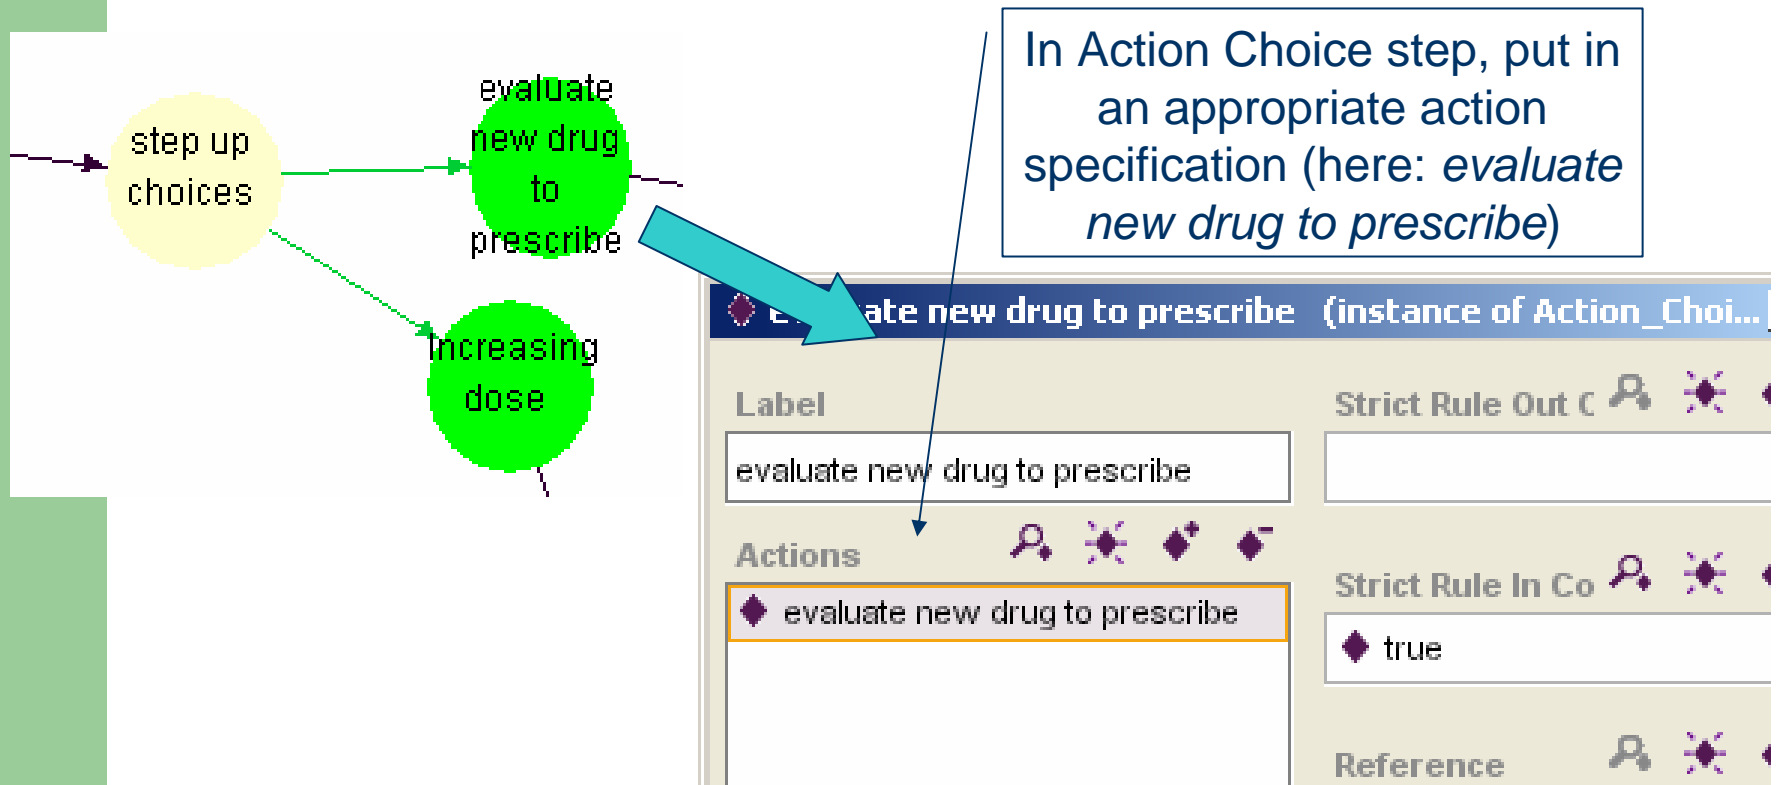 In Action Choice step, put in
an appropriate action
specification (here: evaluate
new drug to prescribe)
step up
choices
evaluate
new drug
to
prescribe
Increasing
dose
ate new drug to prescribe (instance of Action_Choi...
Label
evaluate new drug to prescribe
Actions
evaluate new drug to prescribe
Strict Rule Out C
Strict Rule In Co
true
Reference